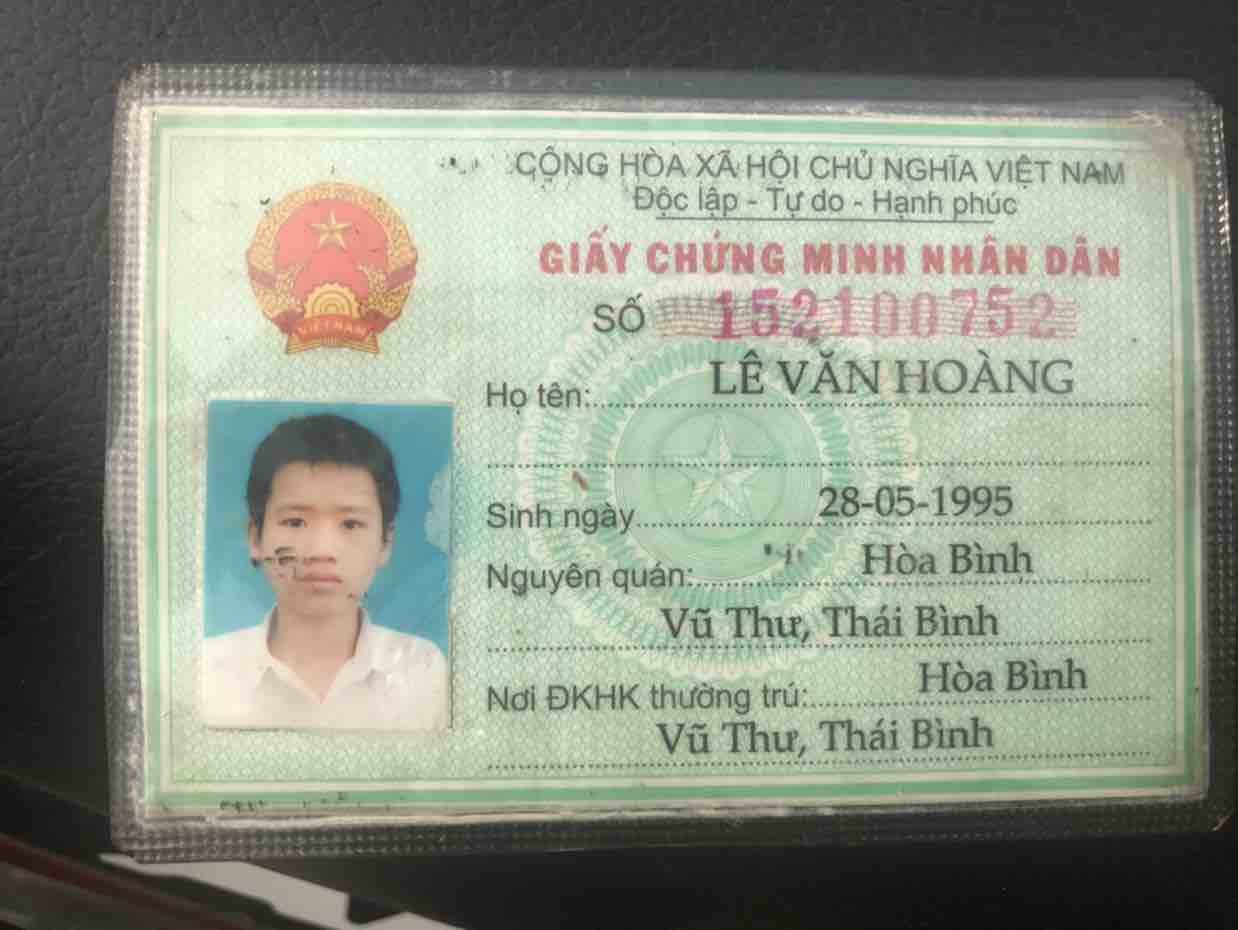 CỘNG HÒA XÃ HỘI CHỦ NGHĨA VIỆT NAM
Độc lập - Tự do - Hạnh phúc
GIẤY CHỨNG MINH NHÂN DÂN
SỐ 152100752
VIETNAM
Họ tên: LÊ VĂN HOÀNG
Sinh ngày 28-05-1995
Nguyên quán: Hòa Bình
Vũ Thư, Thái Bình
Nơi ĐKHK thường trú: Hòa Bình
Vũ Thư, Thái Bình